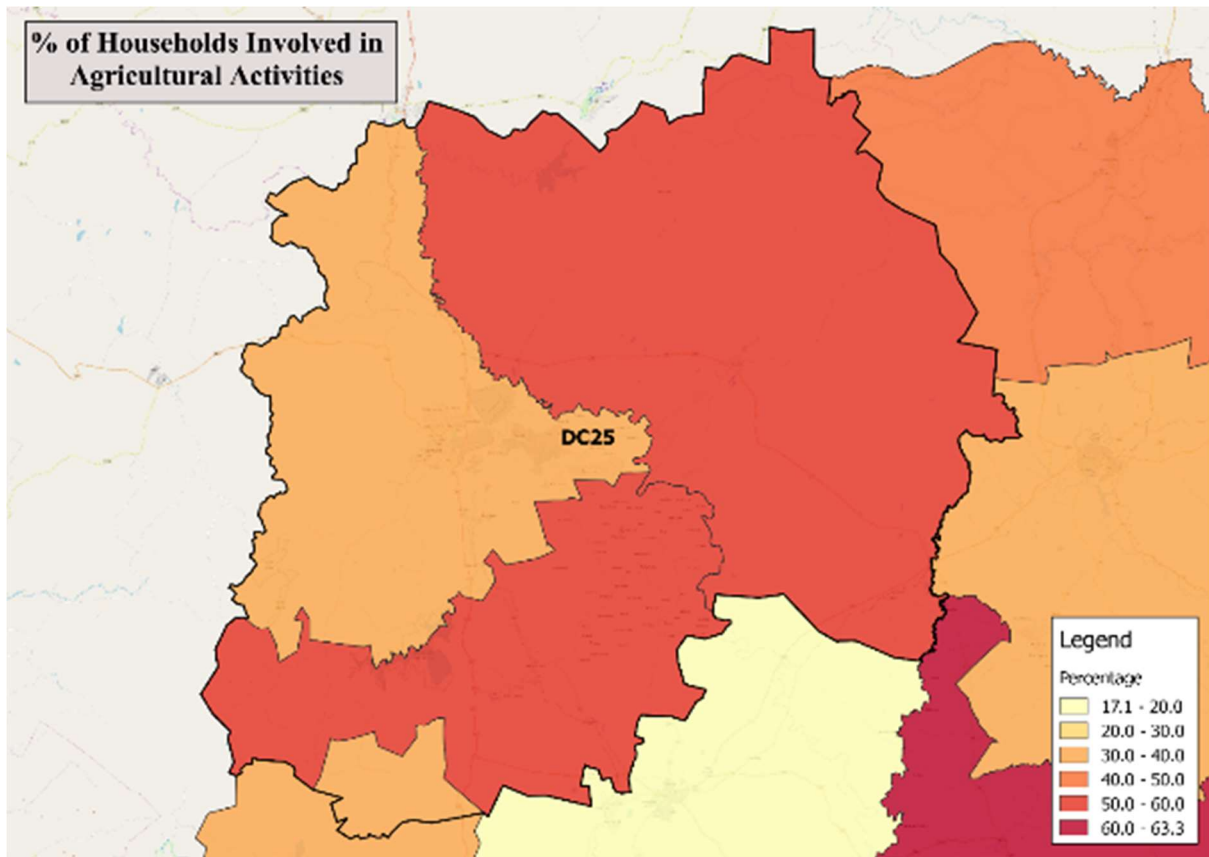 % of Households Involved in
Agricultural Activities
DC25
Legend
Percentage
17.1 - 20.0
20.0 - 30.0
30.0 - 40.0
40.0 - 50.0
50.0 - 60.0
60.0 - 63.3